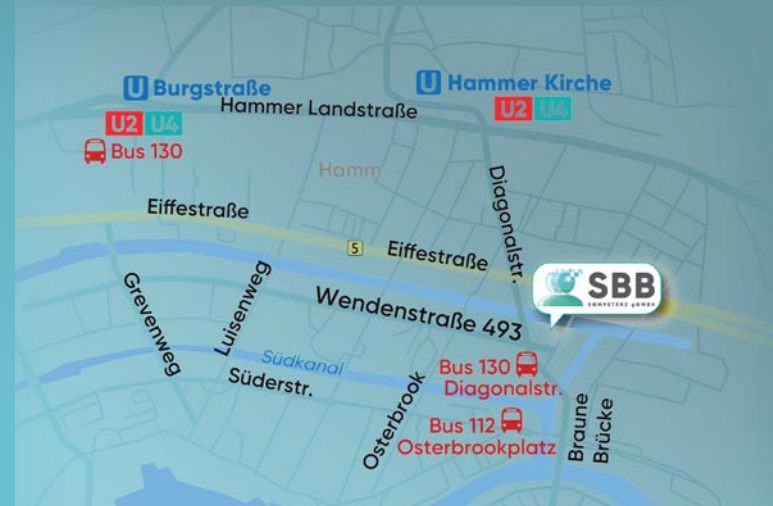 U Burgstraße
U2 U4
Bus 130
U Hammer Kirche
U2 U4
Hammer Landstraße
Hamm
Diagonalstr.
Eiffestraße
5
Eiffestraße
SBB
KOMPETENZ gGMBH
Grevenweg
Luisenweg
Wendenstraße 493
Südkanal
Süderstr.
Bus 130
Diagonalstr.
Osterbrook
Bus 112
Osterbrookplatz
Braune
Brücke